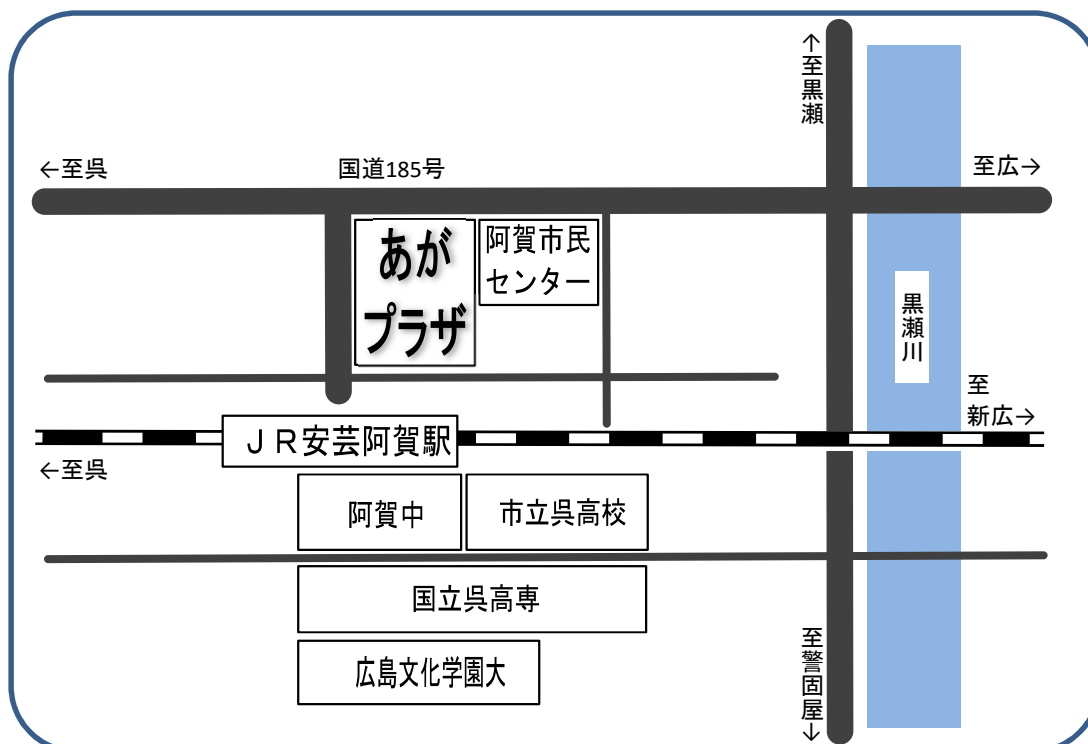 ↑至黒瀬
←至呉
国道185号
至広→
あが
プラザ
阿賀市民
センター
黒瀬川
至
新広→
ＪＲ安芸阿賀駅
←至呉
阿賀中
市立呉高校
国立呉高専
広島文化学園大
至警固屋→